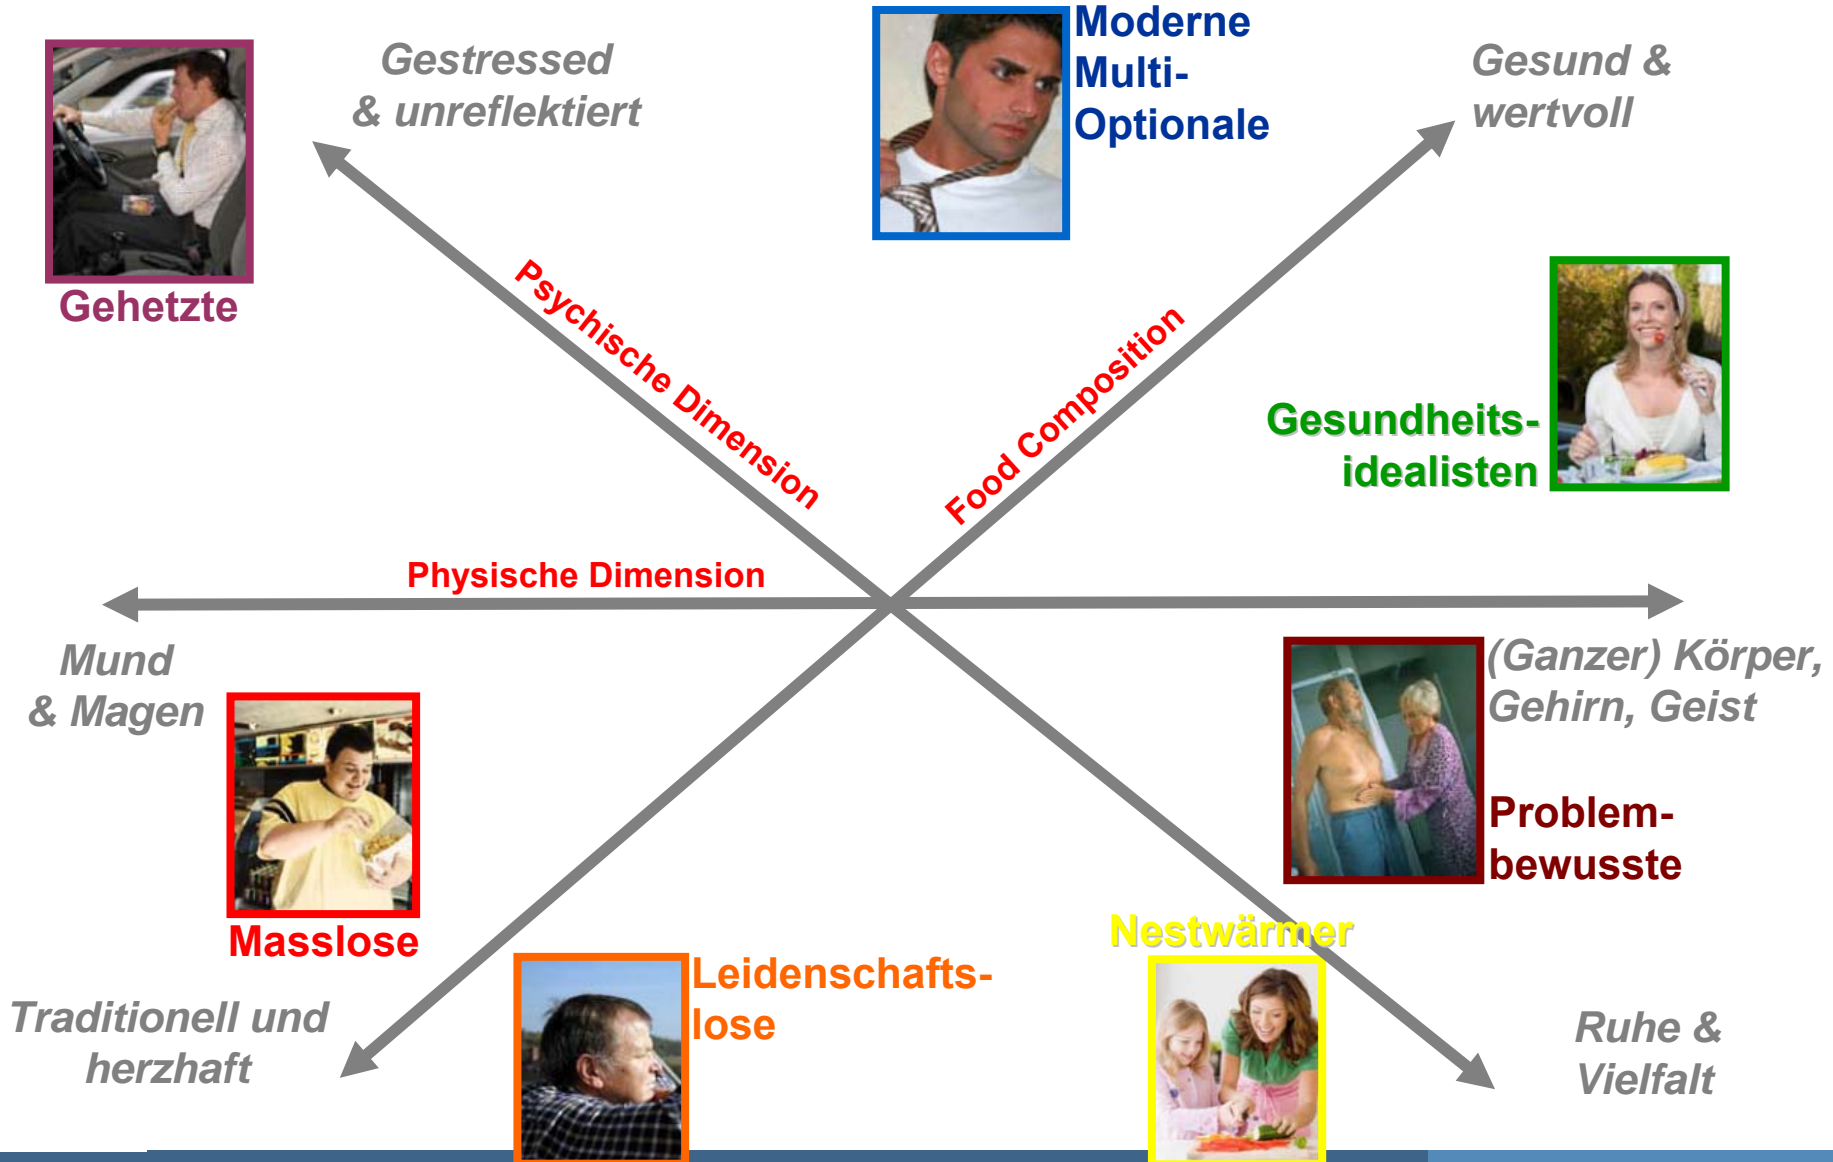 Moderne
Multi-
Optionale
Gestressed
& unreflektiert
Gesund &
wertvoll
Gehetzte
Psychische Dimension
Food Composition
Gesundheits-
idealisten
Physische Dimension
Mund
& Magen
(Ganzer) Körper,
Gehirn, Geist
Problem-
bewusste
Masslose
Nestwärmer
Leidenschafts-
lose
Traditionell und
herzhaft
Ruhe &
Vielfalt